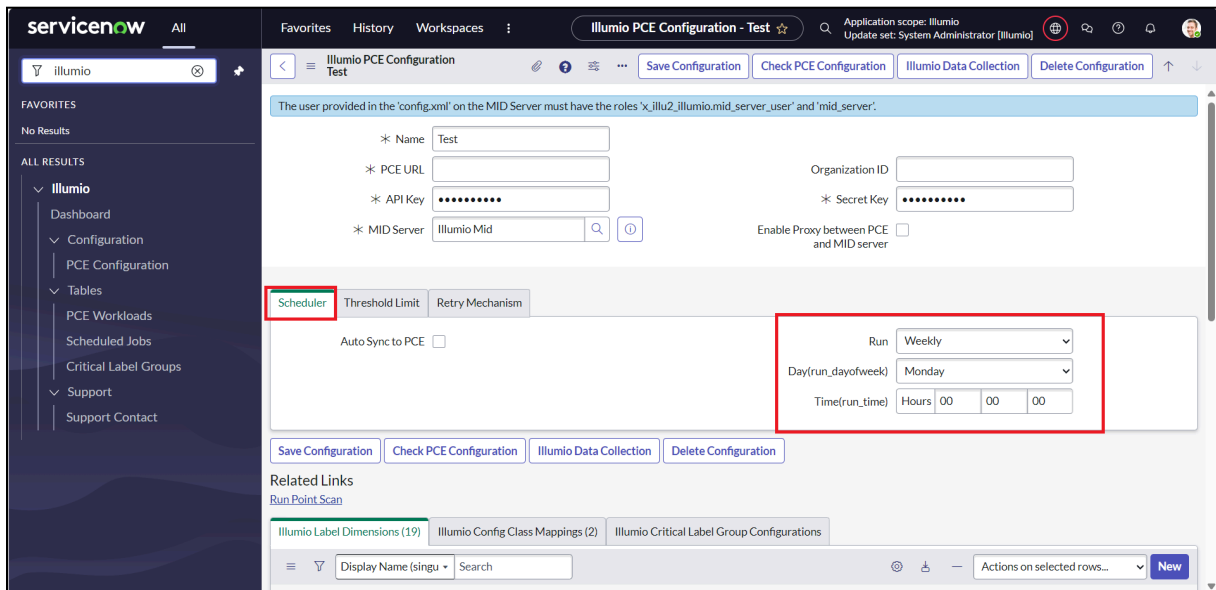 servicenow All Favorites History Workspaces Illumio PCE Configuration - Test Application scope: Illumio
Update set: System Administrator [Illumio]
illumio
FAVORITES
No Results
ALL RESULTS
Illumio
Dashboard
Configuration
PCE Configuration
Tables
PCE Workloads
Scheduled Jobs
Critical Label Groups
Support
Support Contact
Illumio PCE Configuration
Test
Save Configuration Check PCE Configuration Illumio Data Collection Delete Configuration
The user provided in the 'config.xml' on the MID Server must have the roles 'x_illu2_illumio.mid_server_user' and 'mid_server'.
Name Test
PCE URL Organization ID
API Key •••••••••• Secret Key ••••••••••
MID Server Illumio Mid Enable Proxy between PCE
and MID server
Scheduler Threshold Limit Retry Mechanism
Auto Sync to PCE Run Weekly
Day(run_dayofweek) Monday
Time(run_time) Hours 00 00 00
Save Configuration Check PCE Configuration Illumio Data Collection Delete Configuration
Related Links
Run Point Scan
Illumio Label Dimensions (19) Illumio Config Class Mappings (2) Illumio Critical Label Group Configurations
Display Name (singu Search Actions on selected rows... New